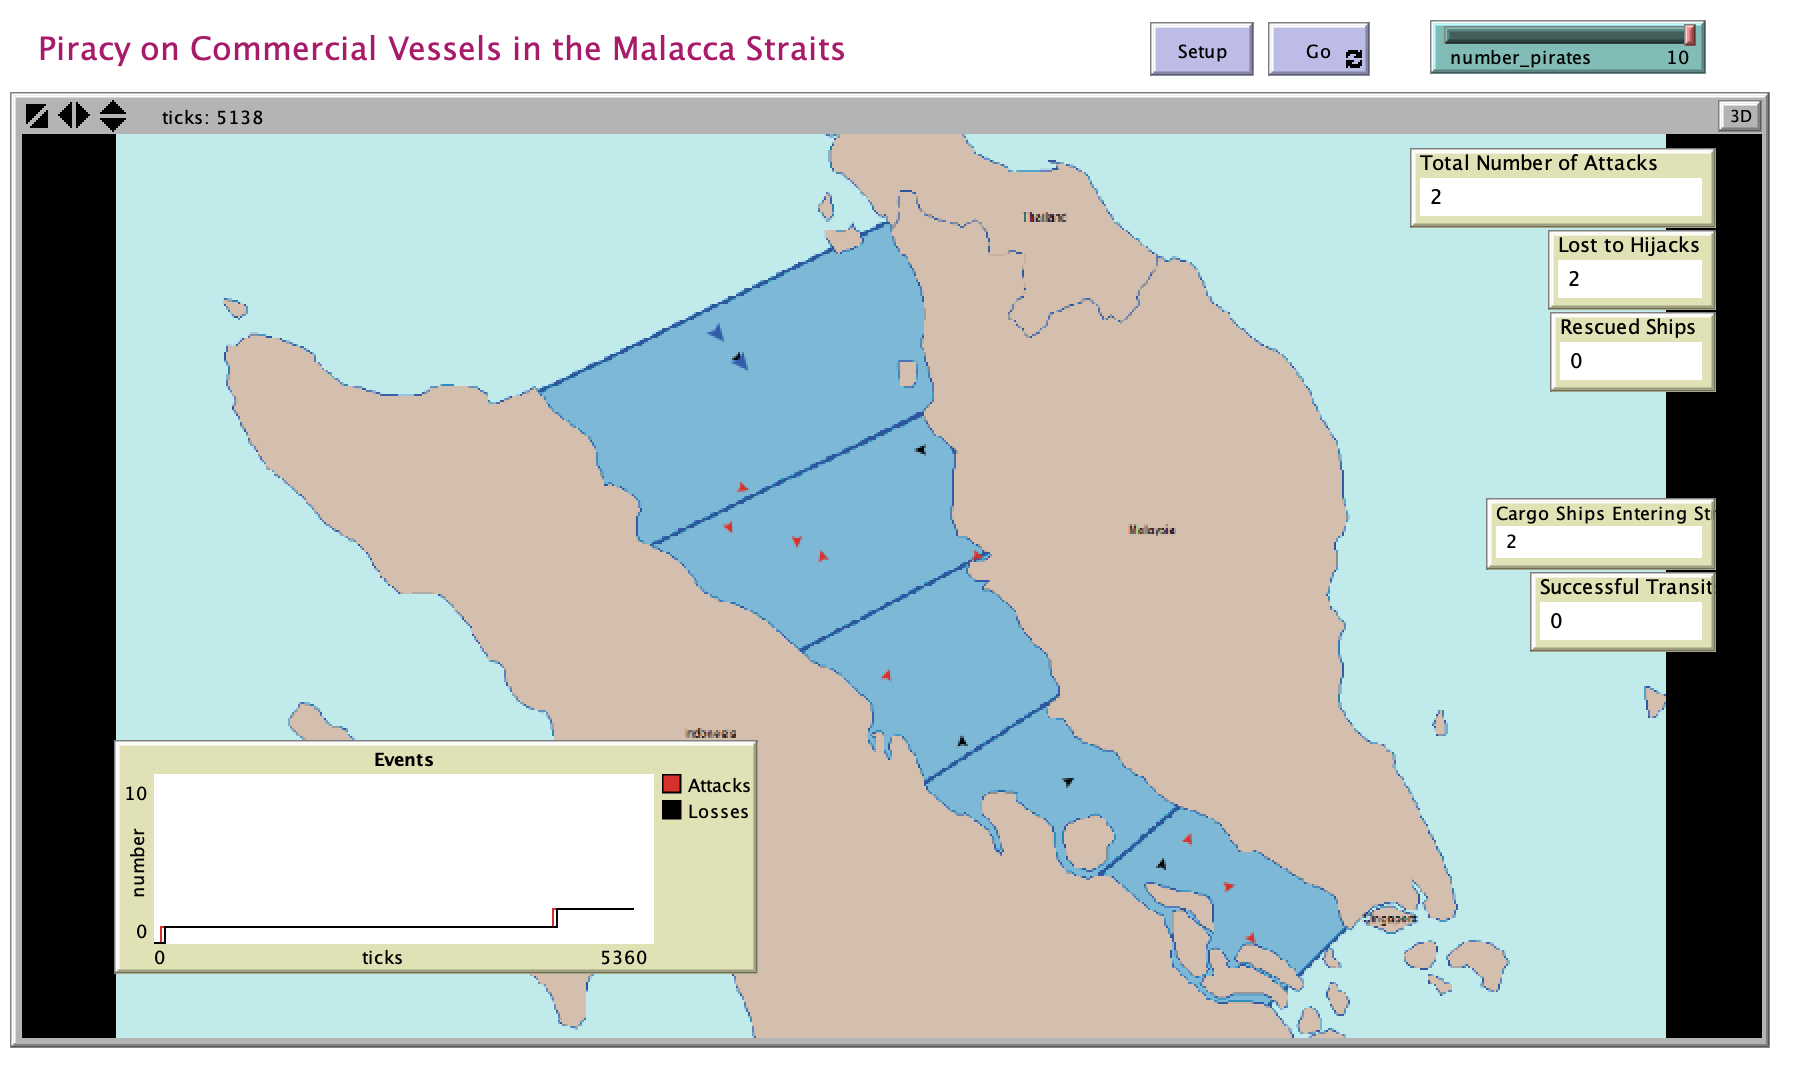 Piracy on Commercial Vessels in the Malacca Straits
Setup
Go
number_pirates 10
ticks: 5138
3D
Total Number of Attacks
2
Lost to Hijacks
2
Rescued Ships
0
Thailand
Malaysia
Cargo Ships Entering St
2
Successful Transit
0
Indonesia
Singapore
Events
10
number
0
0 ticks 5360
Attacks
Losses